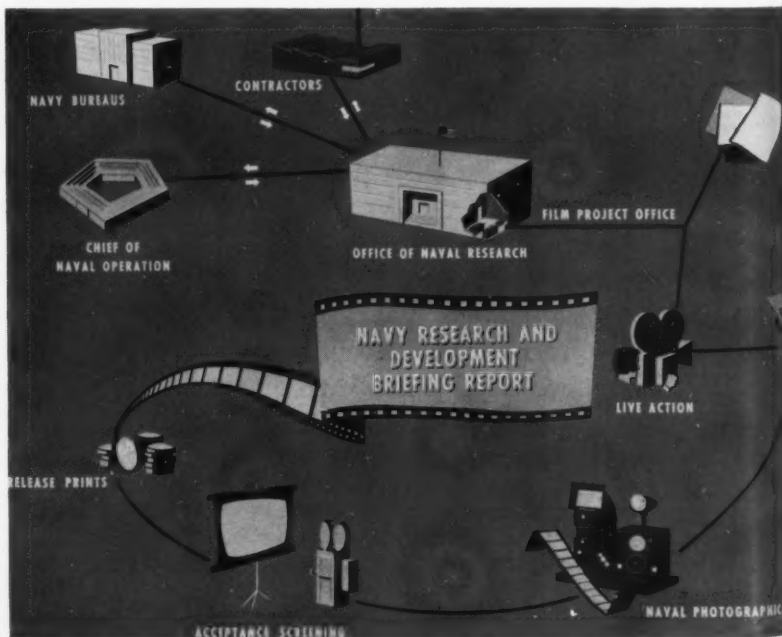 CONTRACTORS
NAVY BUREAUS
FILM PROJECT OFFICE
CHIEF OF
NAVAL OPERATION
OFFICE OF NAVAL RESEARCH
NAVY RESEARCH AND
DEVELOPMENT
BRIEFING REPORT
LIVE ACTION
RELEASE PRINTS
NAVAL PHOTOGRAPHIC
ACCEPTANCE SCREENING